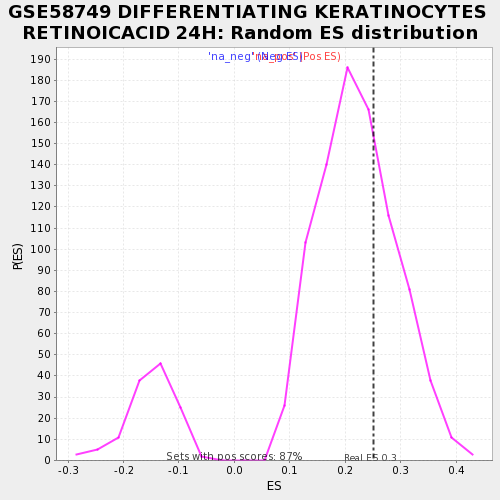 GSE58749 DIFFERENTIATING KERATINOCYTES
RETINOICACID 24H: Random ES distribution
'na_neg' (Neg ES) 'na_pos' (Pos ES)
190
180
170
160
150
140
130
120
110
100
90
80
70
60
50
40
30
20
10
0
P(ES)
Sets with pos scores: 87%
Real ES 0.3
-0.3 -0.2 -0.1 0.0 0.1 0.2 0.3 0.4
ES